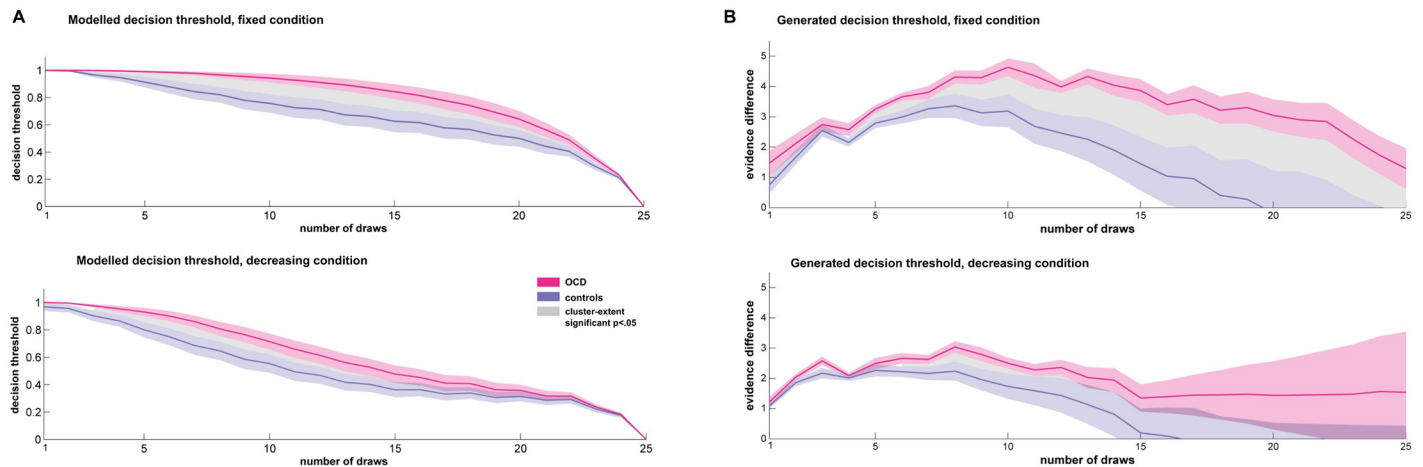 A
Modelled decision threshold, fixed condition
decision threshold
1
0.8
0.6
0.4
0.2
0
1 5 10 15 20 25
number of draws
Modelled decision threshold, decreasing condition
OCD
controls
cluster-extent
significant p<.05
decision threshold
1
0.8
0.6
0.4
0.2
0
1 5 10 15 20 25
number of draws
B
Generated decision threshold, fixed condition
evidence difference
5
4
3
2
1
0
1 5 10 15 20 25
number of draws
Generated decision threshold, decreasing condition
evidence difference
5
4
3
2
1
0
1 5 10 15 20 25
number of draws